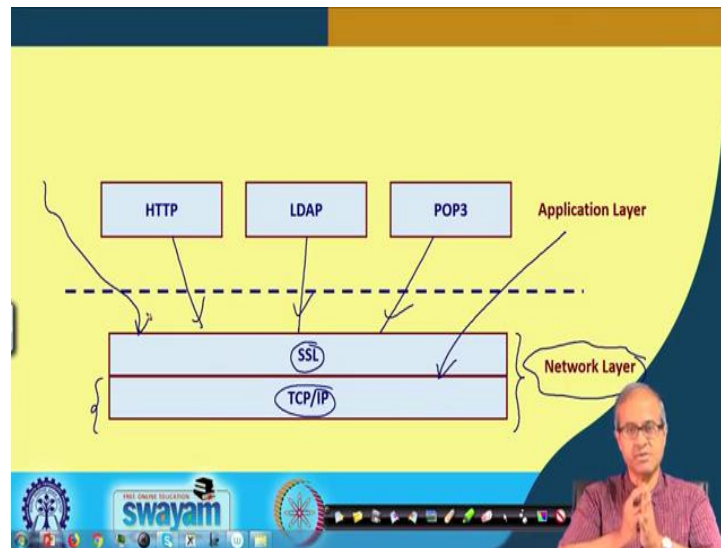 HTTP
LDAP
POP3
Application Layer
SSL
TCP/IP
Network Layer
FREE ONLINE EDUCATION
swayam